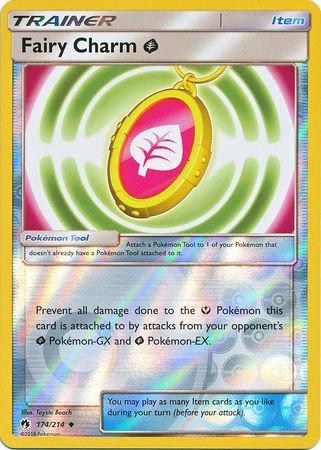 TRAINER Item
Fairy Charm
Pokémon Tool
Attach a Pokémon Tool to 1 of your Pokémon that
doesn't already have a Pokémon Tool attached to it.
Prevent all damage done to the Pokémon
this card is attached to by attacks from your opponent's
Pokémon-GX and Pokémon-EX.
You may play as many Item cards as you like
during your turn (before your attack).
Illus. Toyste Beach
174/214
©2018 Pokémon